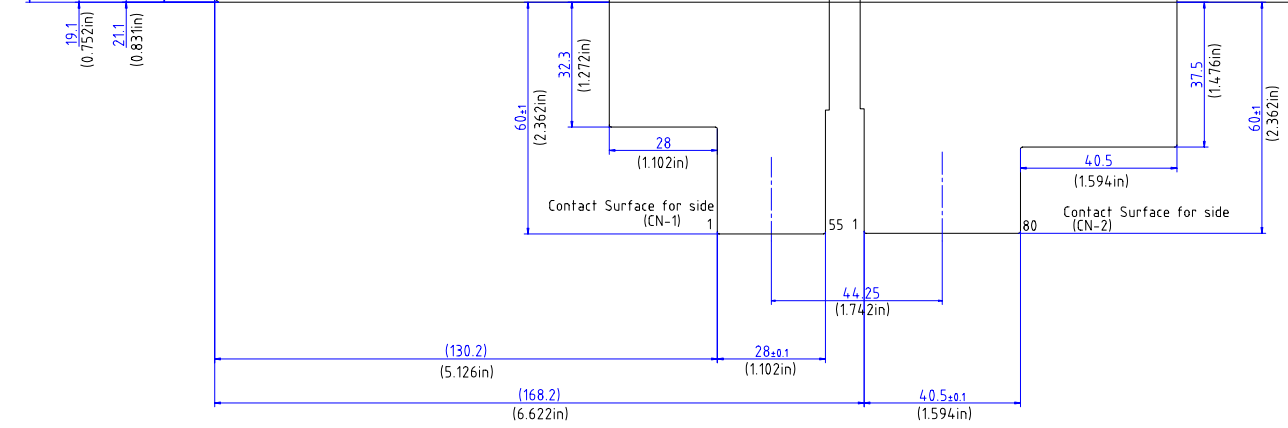 19.1
(0.752in)
21.1
(0.831in)
60±1
(2.362in)
32.3
(1.272in)
28
(1.102in)
37.5
(1.476in)
60±1
(2.362in)
40.5
(1.594in)
Contact Surface for side
(CN-1)
1
55
1
80
Contact Surface for side
(CN-2)
44.25
(1.742in)
(130.2)
(5.126in)
28±0.1
(1.102in)
(168.2)
(6.622in)
40.5±0.1
(1.594in)